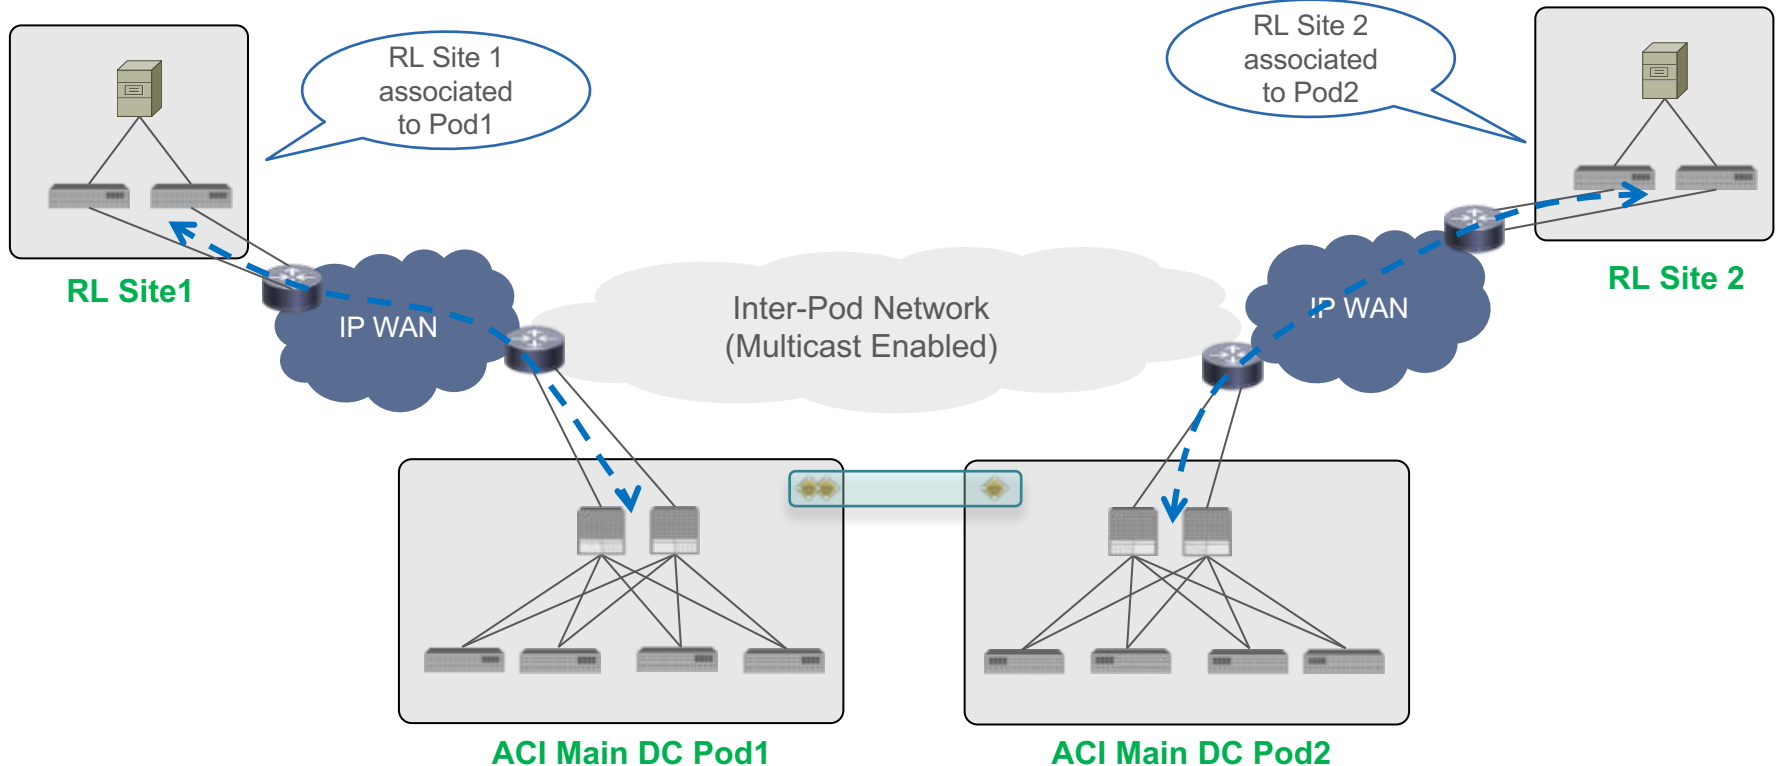 RL Site 1
associated
to Pod1
RL Site 2
associated
to Pod2
RL Site1
RL Site 2
IP WAN
Inter-Pod Network
(Multicast Enabled)
IP WAN
ACI Main DC Pod1
ACI Main DC Pod2